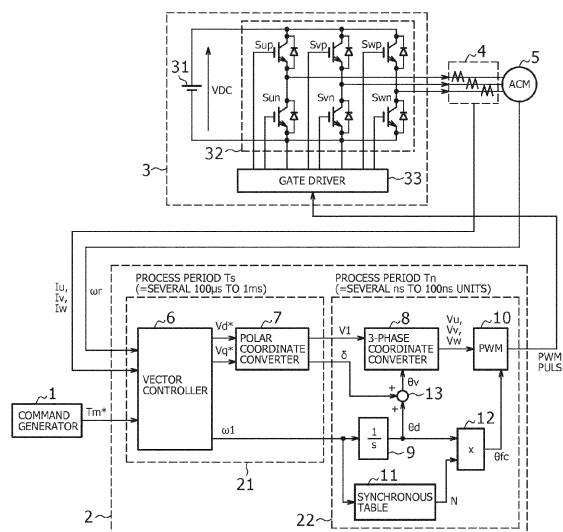 3
32
31
VDC
Sup
Svp
Swp
Sun
Svn
Swn
4
5
ACM
GATE DRIVER
33
Iu,
Iv,
Iw
ωr
PROCESS PERIOD Ts
(=SEVERAL 100μs TO 1ms)
PROCESS PERIOD Tn
(=SEVERAL ns TO 100ns UNITS)
6
VECTOR
CONTROLLER
Vd*
Vq*
7
POLAR
COORDINATE
CONVERTER
V1
δ
8
3-PHASE
COORDINATE
CONVERTER
Vu,
Vv,
Vw
10
PWM
PWM
PULS
1
COMMAND
GENERATOR
Tm*
θv
+
13
+
ω1
1
s
9
θd
12
x
θfc
11
SYNCHRONOUS
TABLE
N
21
2
22